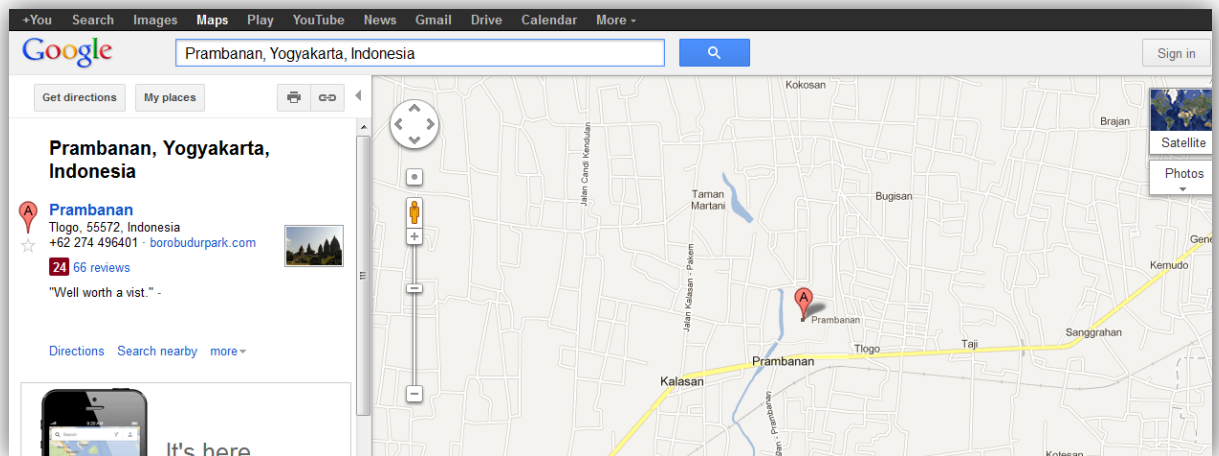 +You Search Images Maps Play YouTube News Gmail Drive Calendar More
Google
Prambanan, Yogyakarta, Indonesia
Sign in
Get directions
My places
Prambanan, Yogyakarta,
Indonesia
A
Prambanan
Tlogo, 55572, Indonesia
+62 274 496401 · borobudurpark.com
24 66 reviews
"Well worth a vist." -
Directions Search nearby more
Search
It's here
Kokosan
Brajan
Satellite
Photos
Jalan Candi Kendulan
Taman
Martani
Bugisan
Gene
Kemudo
Jalan Kalasan - Pakem
A
Prambanan
Sanggrahan
Taji
Tlogo
Prambanan
Kalasan
gan - Prambanan
Kotesan